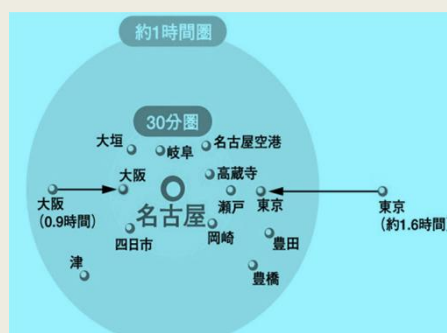 約1時間圏
30分圏
大垣
岐阜
名古屋空港
大阪
高蔵寺
大阪
(0.9時間)
名古屋
瀬戸
東京
東京
(約1.6時間)
四日市
岡崎
豊田
津
豊橋